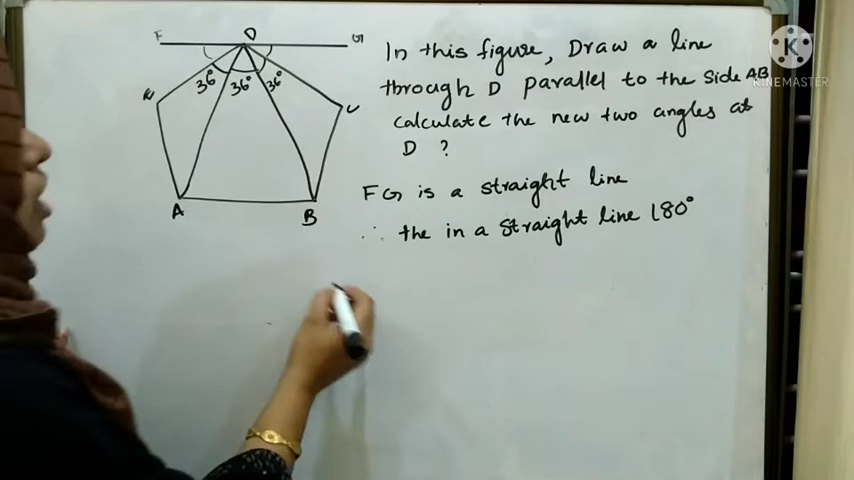 F D G
36° 36° 36°
E C
A B
In this figure, Draw a line
through D parallel to the side AB
calculate the new two angles at
D ?
FG is a straight line
∴ the in a straight line 180°
K
KINEMASTER